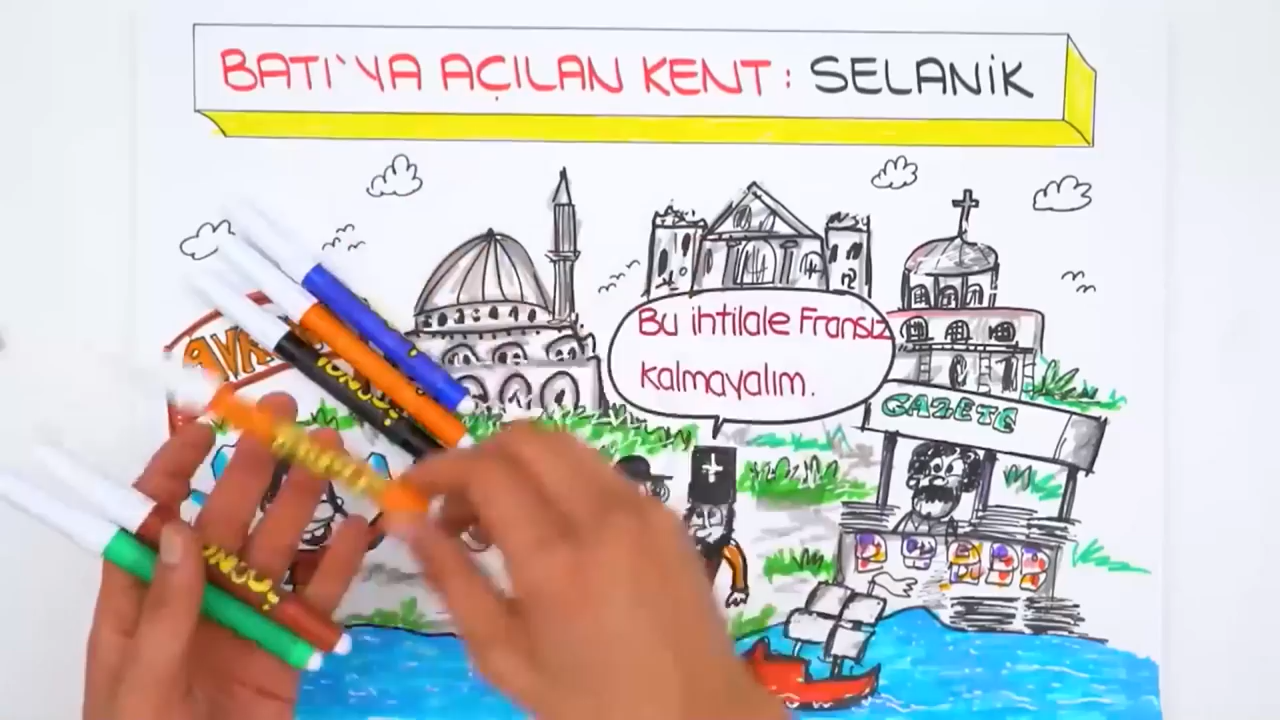 BATI'YA AÇILAN KENT : SELANİK
Bu ihtilale Fransız
kalmayalım.
GAZETE